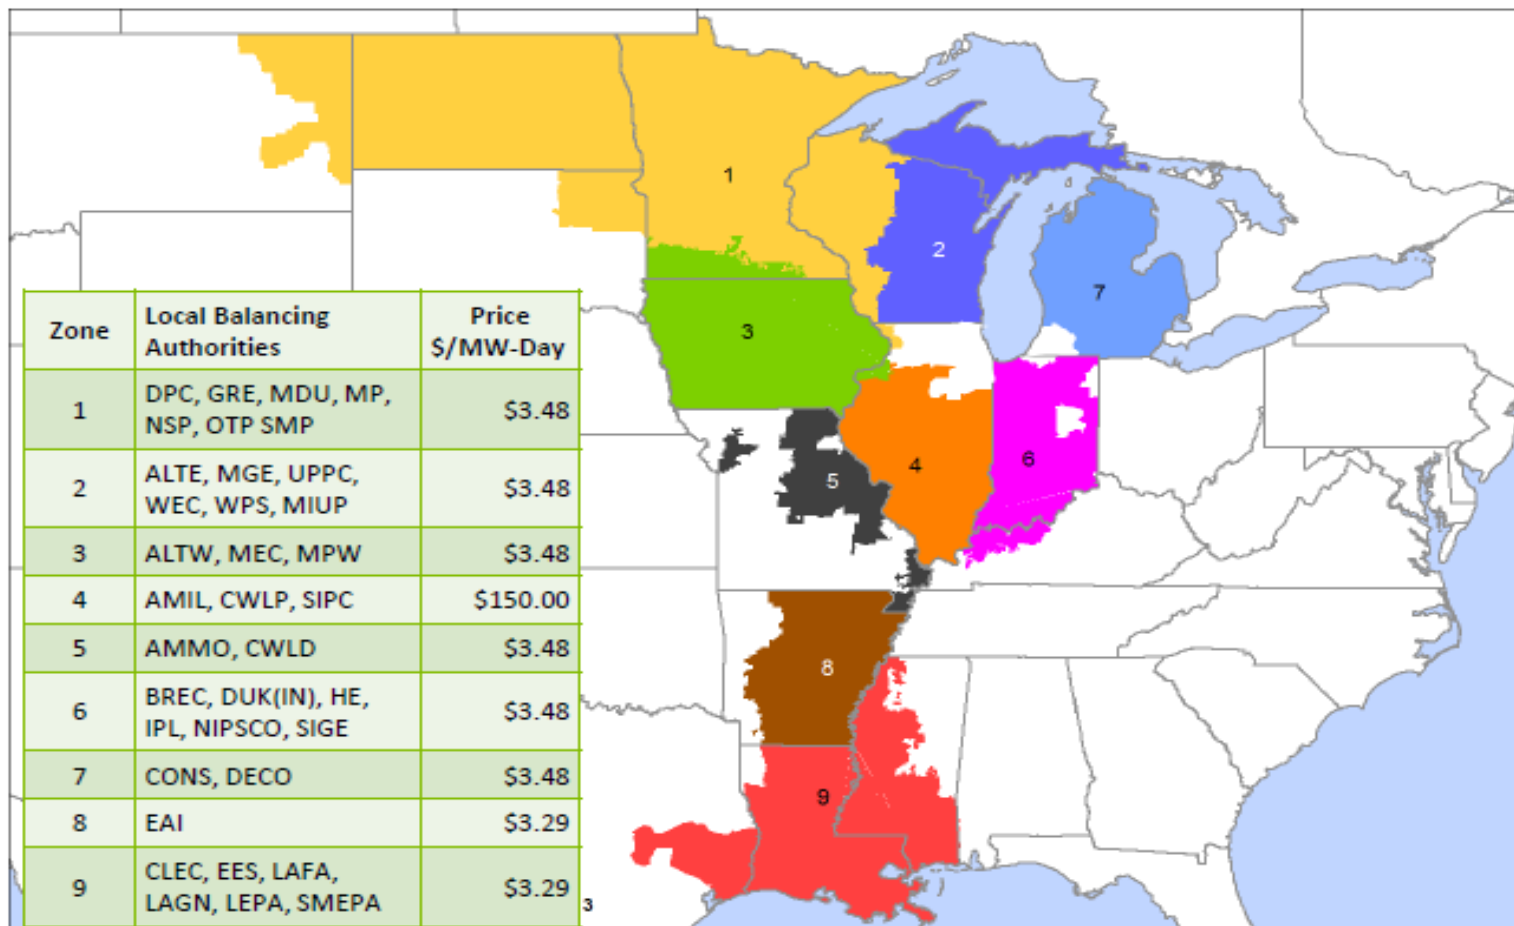 1
2
7
3
4
6
5
8
9
Zone Local Balancing Authorities Price $/MW-Day
1 DPC, GRE, MDU, MP, NSP, OTP SMP $3.48
2 ALTE, MGE, UPPC, WEC, WPS, MIUP $3.48
3 ALTW, MEC, MPW $3.48
4 AMIL, CWLP, SIPC $150.00
5 AMMO, CWLD $3.48
6 BREC, DUK(IN), HE, IPL, NIPSCO, SIGE $3.48
7 CONS, DECO $3.48
8 EAI $3.29
9 CLEC, EES, LAFA, LAGN, LEPA, SMEPA $3.29
3